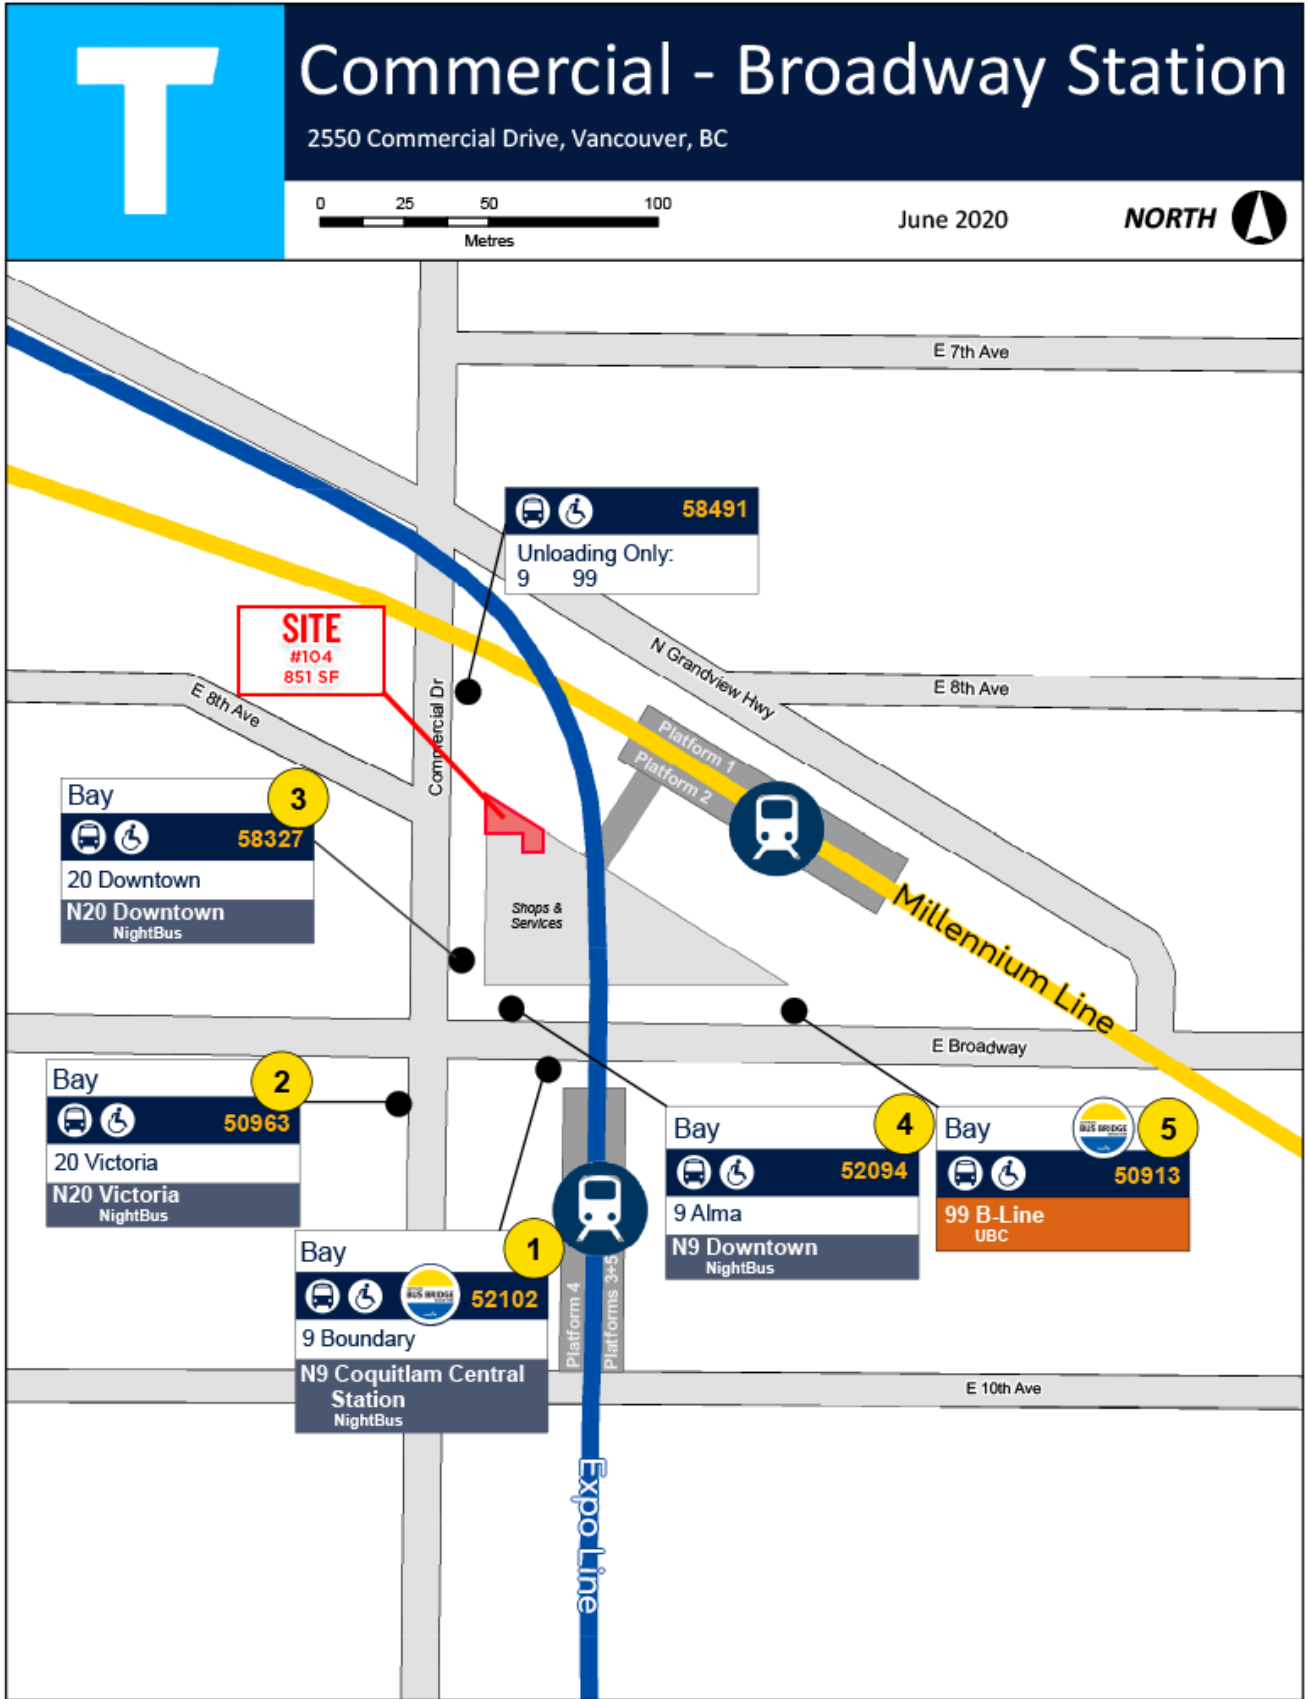 T
Commercial - Broadway Station
2550 Commercial Drive, Vancouver, BC
0 25 50 100
Metres
June 2020
NORTH
E 7th Ave
58491
Unloading Only:
9 99
SITE
#104
851 SF
N Grandview Hwy
E 8th Ave
E 8th Ave
Commercial Dr
Platform 1
Platform 2
Bay 3
58327
20 Downtown
N20 Downtown
NightBus
Shops &
Services
Millennium Line
E Broadway
Bay 2
50963
20 Victoria
N20 Victoria
NightBus
Bay 4
52094
9 Alma
N9 Downtown
NightBus
Bay BUS BRIDGE 5
50913
99 B-Line
UBC
Bay 1
BUS BRIDGE 52102
9 Boundary
N9 Coquitlam Central
Station
NightBus
Platform 4
Platforms 3+5
E 10th Ave
Expo Line